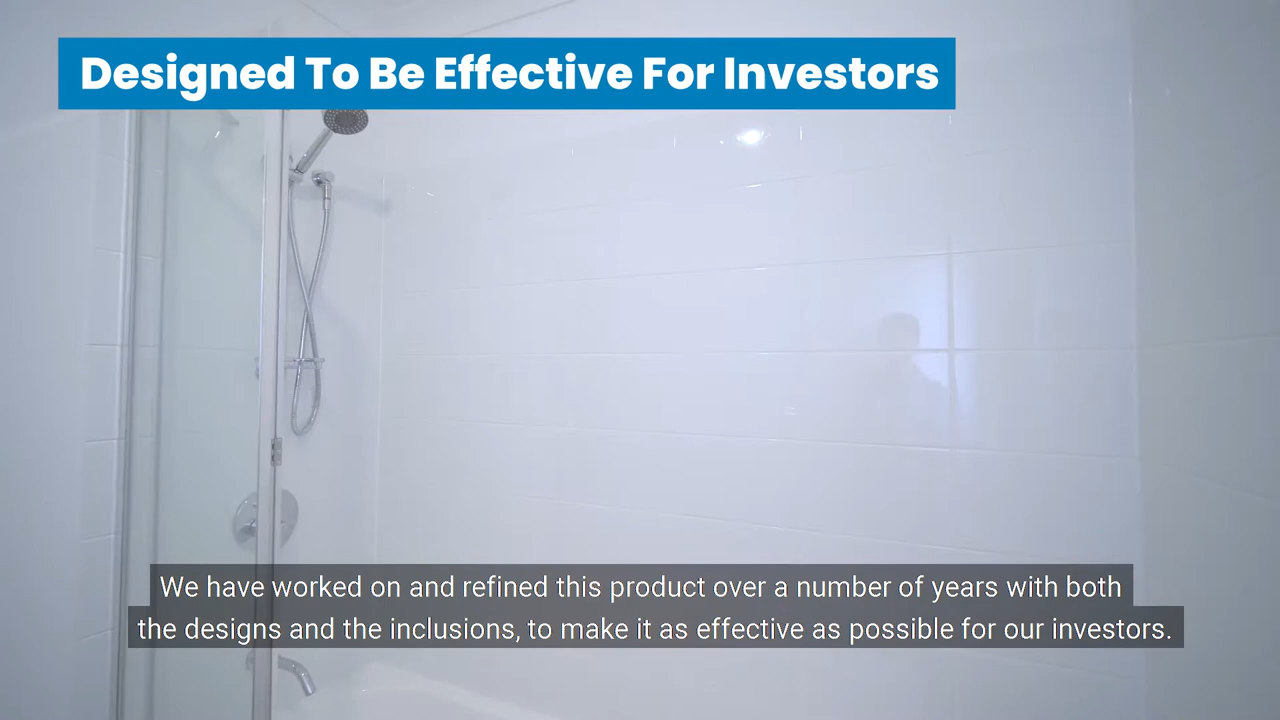 Designed To Be Effective For Investors
We have worked on and refined this product over a number of years with both
the designs and the inclusions, to make it as effective as possible for our investors.